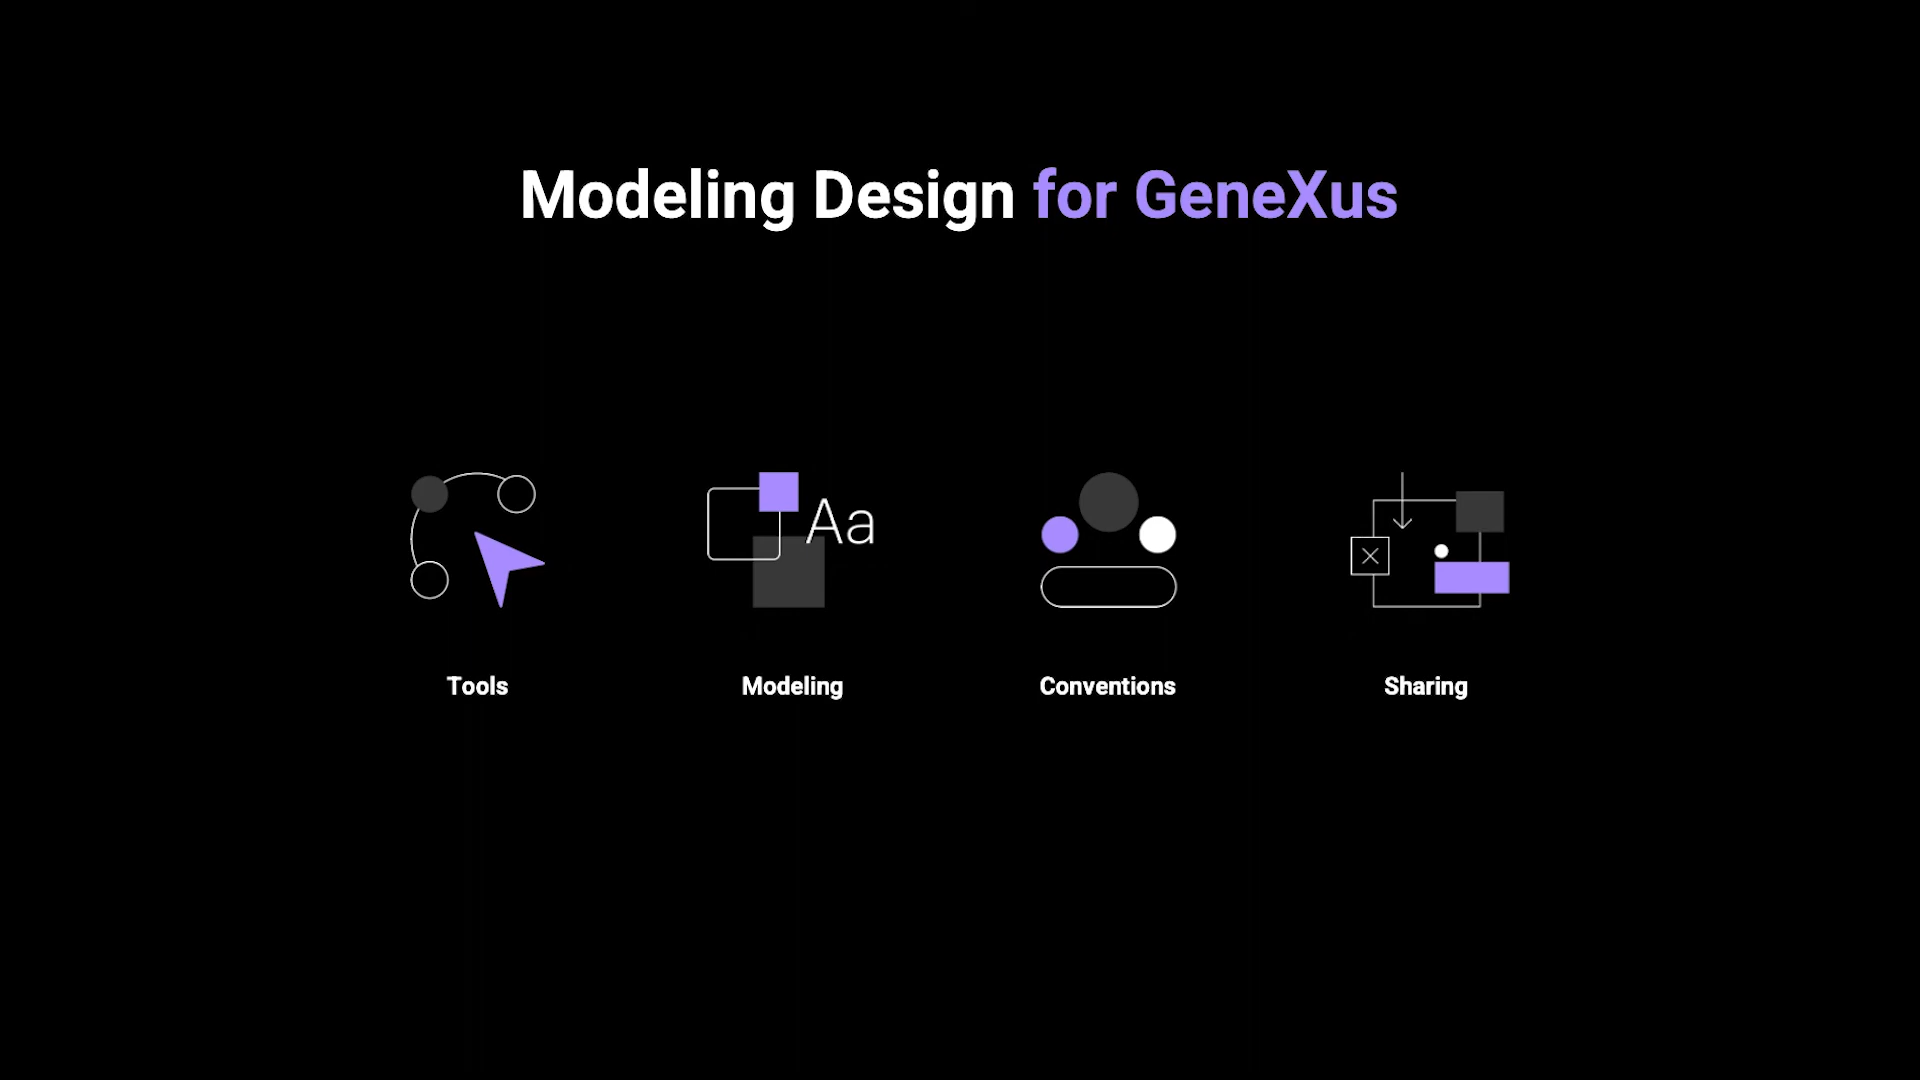 Modeling Design for GeneXus
Aa
Tools
Modeling
Conventions
Sharing